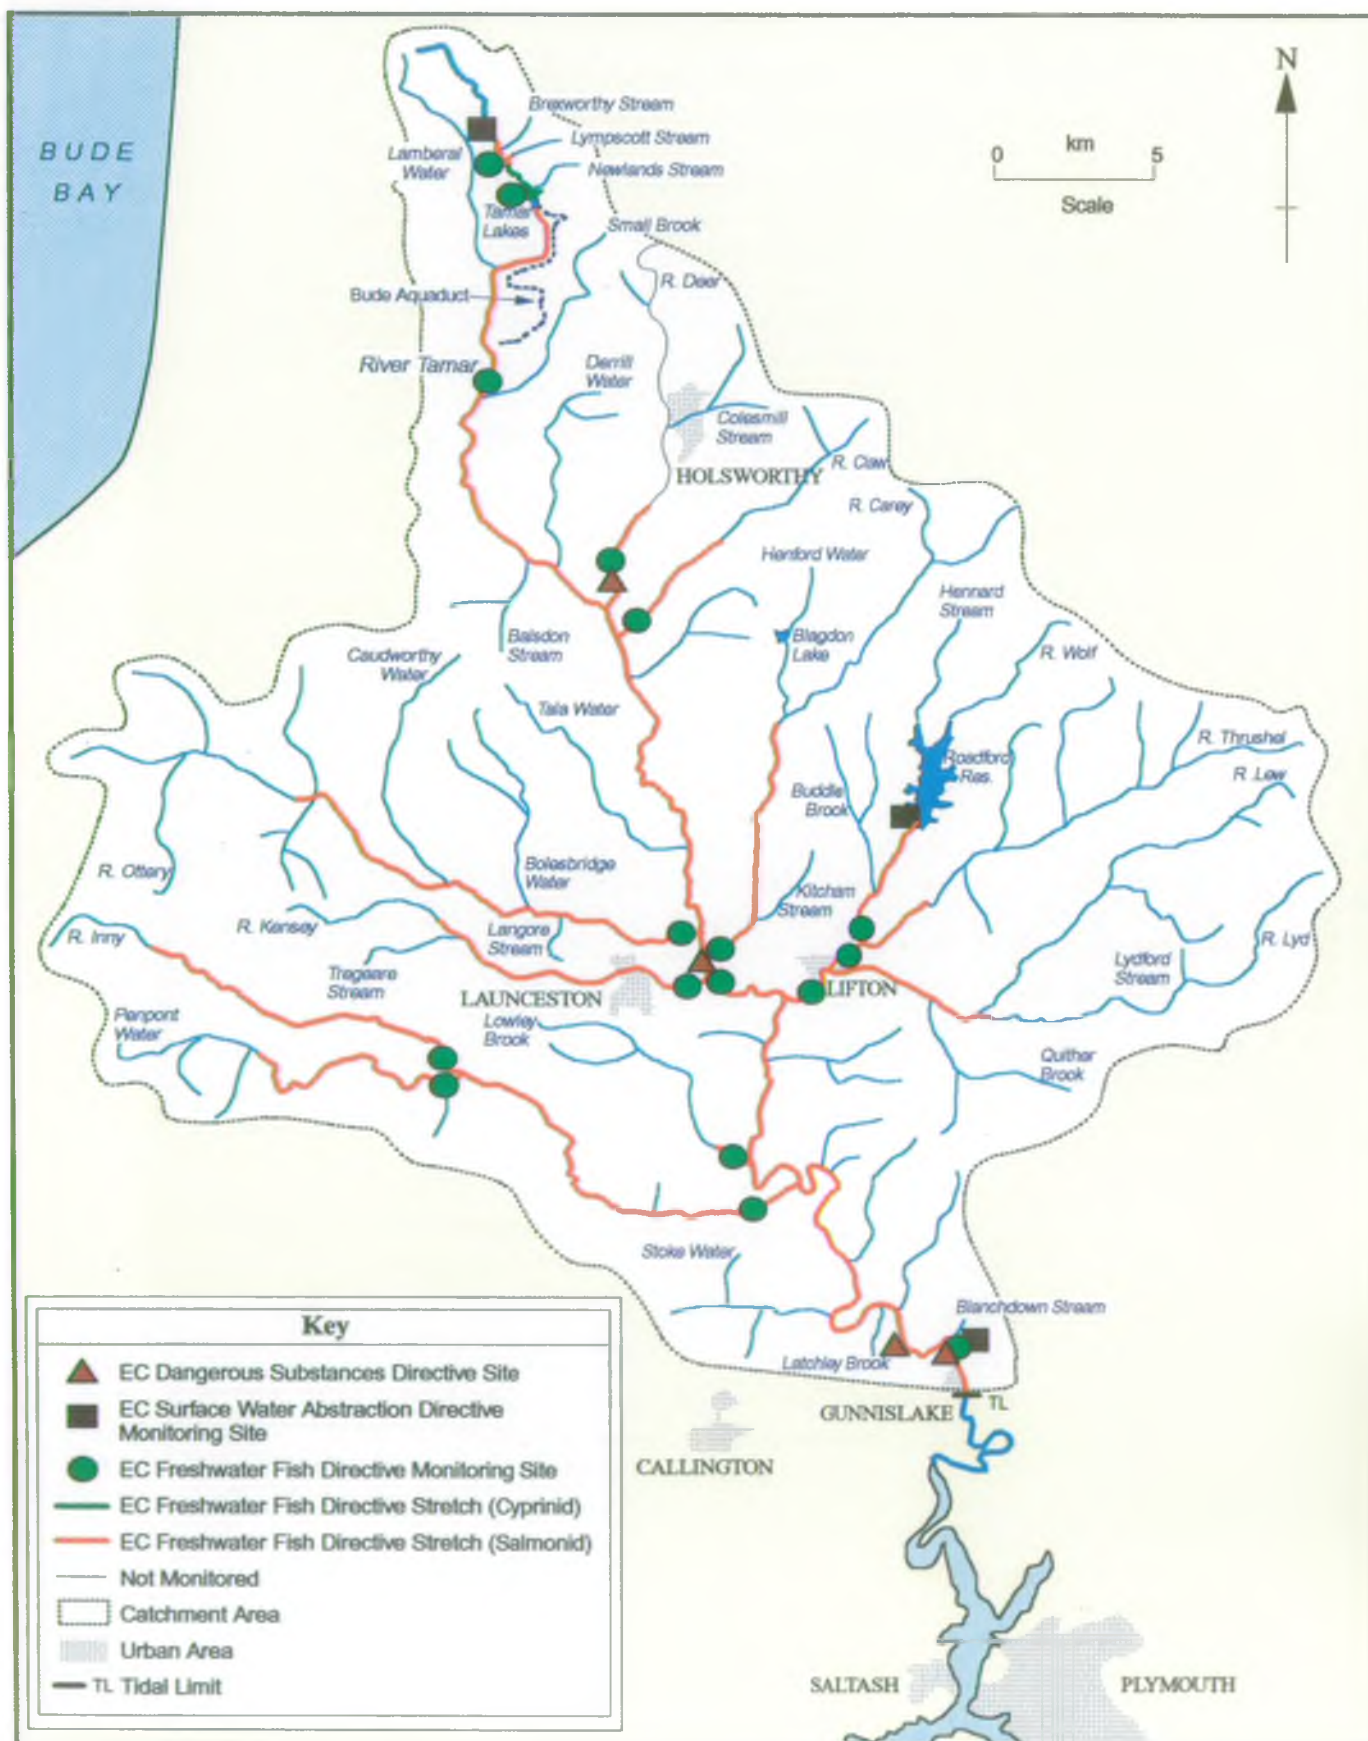 N
BUDE
BAY
km
0 5
Scale
Brexworthy Stream
Lympscott Stream
Lamberal
Water
Newlands Stream
Tamar
Lakes
Small Brook
R. Deer
Bude Aquaduct
River Tamar
Derrill
Water
Colesmill
Stream
HOLSWORTHY
R. Claw
R. Carey
Henford Water
Hennard
Stream
Balsdon
Stream
Blagdon
Lake
R. Wolf
Caudworthy
Water
Tala Water
R. Thrushel
Roadford
Res.
R. Lew
Buddle
Brook
R. Ottery
Bolesbridge
Water
Kitcham
Stream
R. Kensey
R. Inny
Langore
Stream
R. Lyd
Lydford
Stream
Tregeare
Stream
LAUNCESTON
LIFTON
Penpont
Water
Lowley
Brook
Quither
Brook
Stoke Water
Blanchdown Stream
Latchley Brook
TL
GUNNISLAKE
CALLINGTON
SALTASH
PLYMOUTH
Key
EC Dangerous Substances Directive Site
EC Surface Water Abstraction Directive
Monitoring Site
EC Freshwater Fish Directive Monitoring Site
EC Freshwater Fish Directive Stretch (Cyprinid)
EC Freshwater Fish Directive Stretch (Salmonid)
Not Monitored
Catchment Area
Urban Area
TL Tidal Limit